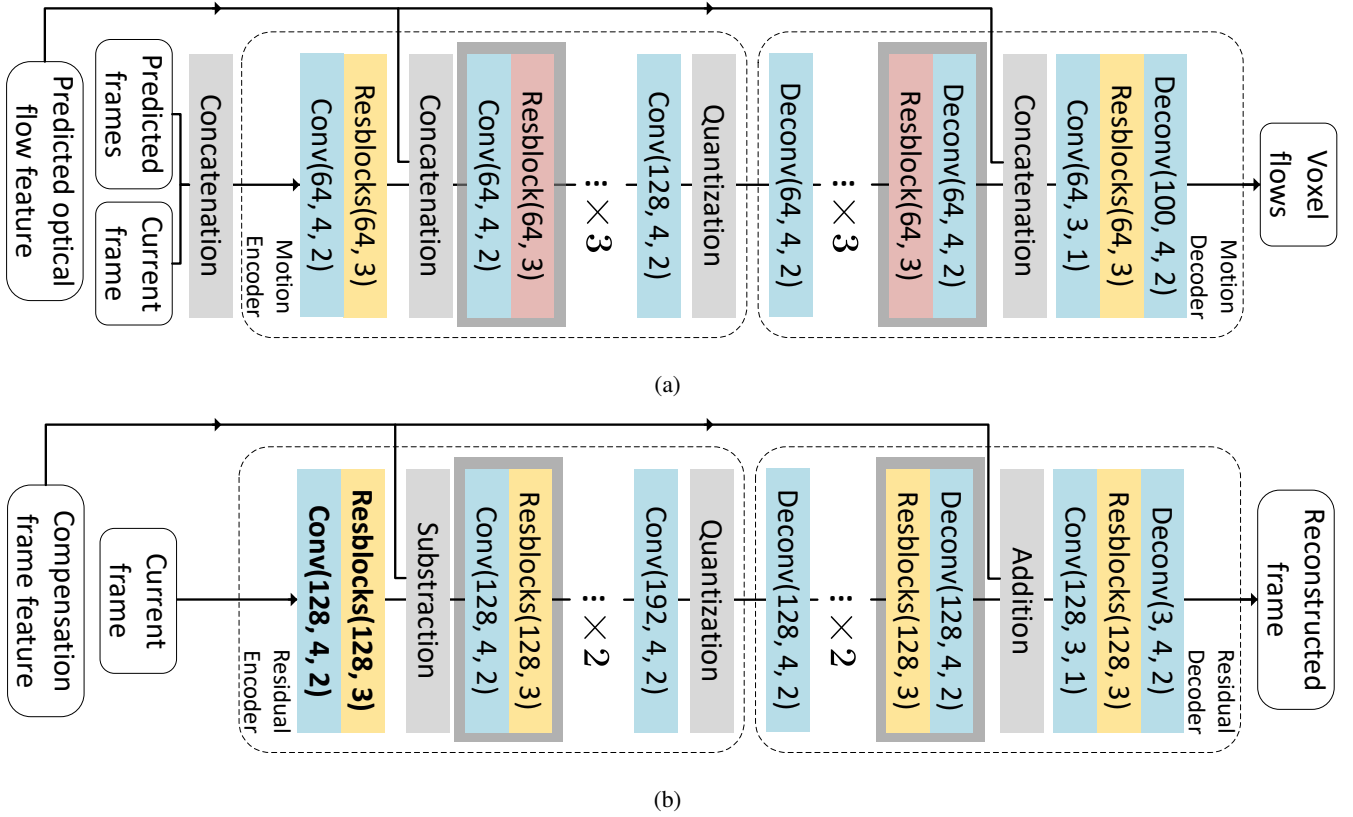 Predicted optical
flow feature
Predicted
frames
Current
frame
Concatenation
Motion
Encoder
Conv(64, 4, 2)
Resblocks(64, 3)
Concatenation
Conv(64, 4, 2)
Resblock(64, 3)
... × 3
Conv(128, 4, 2)
Quantization
Deconv(64, 4, 2)
... × 3
Resblock(64, 3)
Deconv(64, 4, 2)
Concatenation
Conv(64, 3, 1)
Resblocks(64, 3)
Deconv(100, 4, 2)
Motion
Decoder
Voxel
flows
(a)
Compensation
frame feature
Current
frame
Residual
Encoder
Conv(128, 4, 2)
Resblocks(128, 3)
Substraction
Conv(128, 4, 2)
Resblocks(128, 3)
... × 2
Conv(192, 4, 2)
Quantization
Deconv(128, 4, 2)
... × 2
Resblocks(128, 3)
Deconv(128, 4, 2)
Addition
Conv(128, 3, 1)
Resblocks(128, 3)
Deconv(3, 4, 2)
Residual
Decoder
Reconstructed
frame
(b)